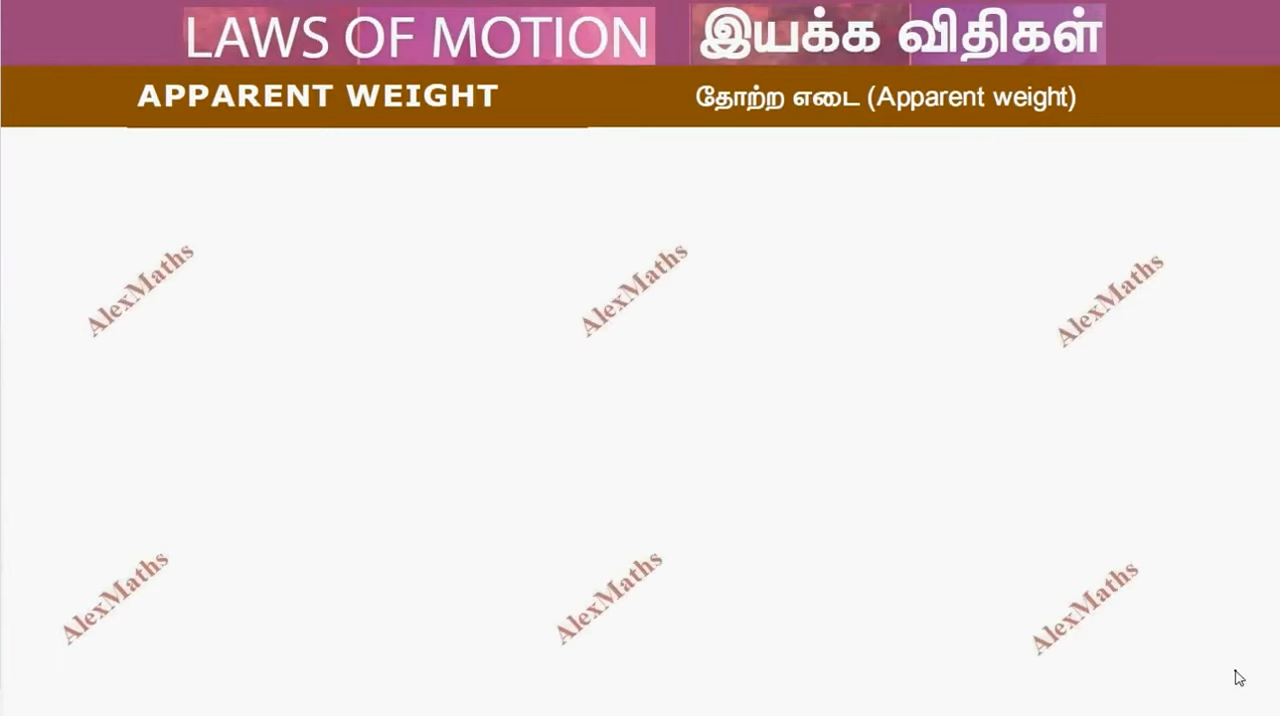 LAWS OF MOTION இயக்க விதிகள்
APPARENT WEIGHT தோற்ற எடை (Apparent weight)
AlexMaths AlexMaths AlexMaths
AlexMaths AlexMaths AlexMaths